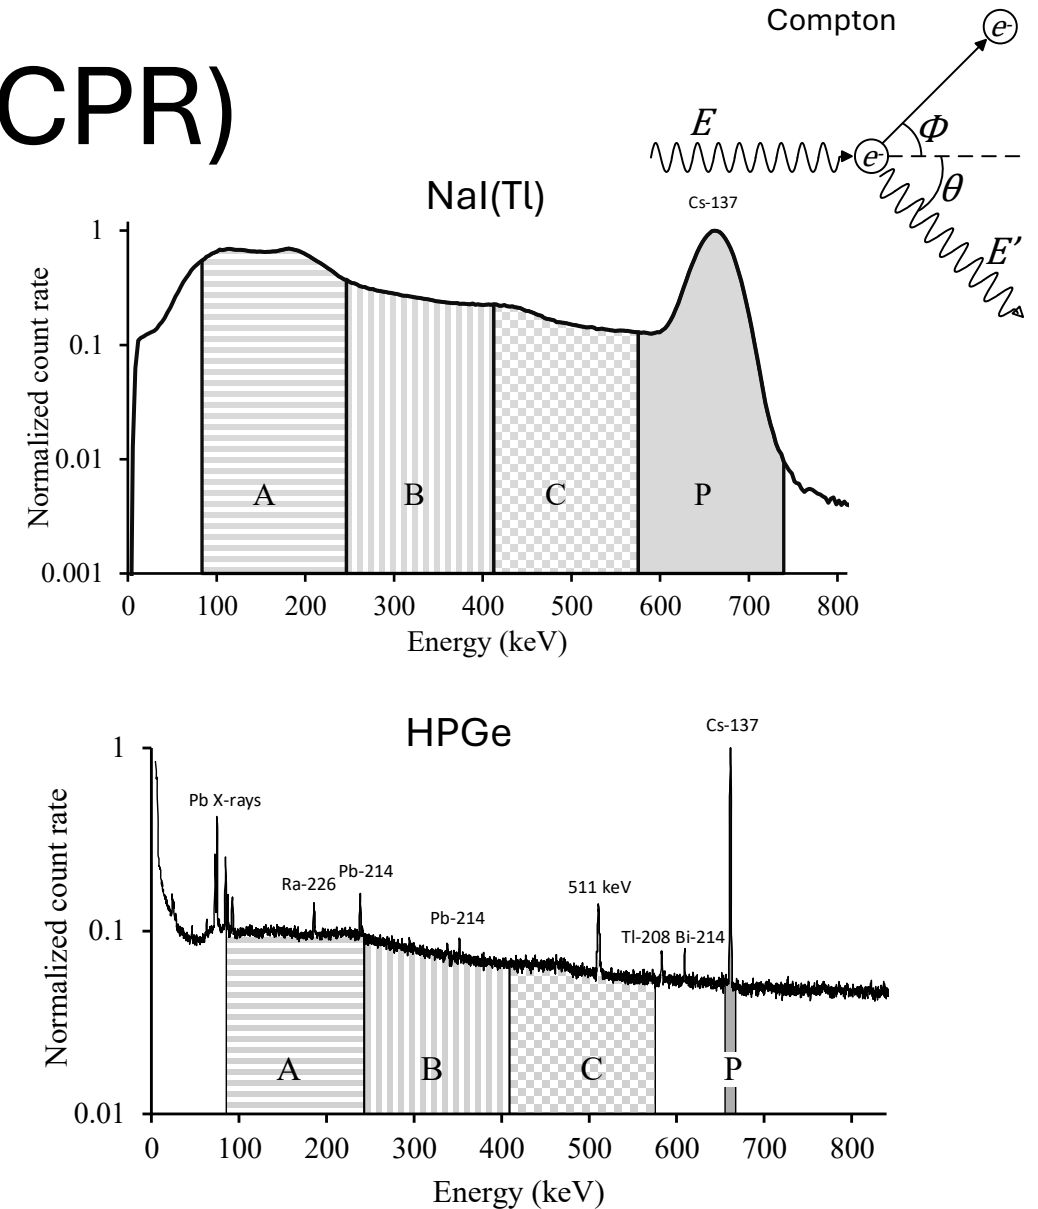 Compton
e-
CPR)
E
Φ
e-
θ
E’
NaI(Tl)
Cs-137
Normalized count rate
1
0.1
0.01
0.001
A
B
C
P
0 100 200 300 400 500 600 700 800
Energy (keV)
HPGe
Cs-137
Normalized count rate
1
0.1
0.01
Pb X-rays
Ra-226
Pb-214
Pb-214
511 keV
Tl-208 Bi-214
A
B
C
P
0 100 200 300 400 500 600 700 800
Energy (keV)